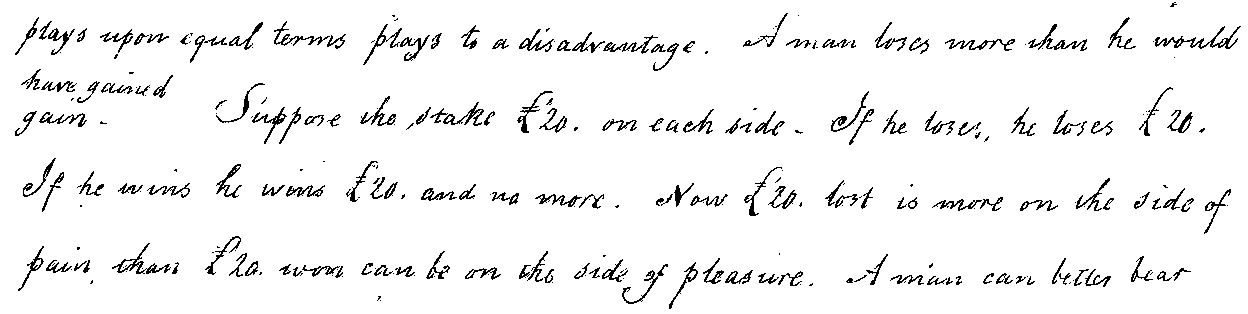 plays upon equal terms plays to a disadvantage. A man loses more than he would
have gained
gain - Suppose the stake £20. on each side - If he loses, he loses £20.
If he wins he wins £20. and no more. Now £20. lost is more on the side of
pain, than £20. won can be on the side of pleasure. A man can better bear